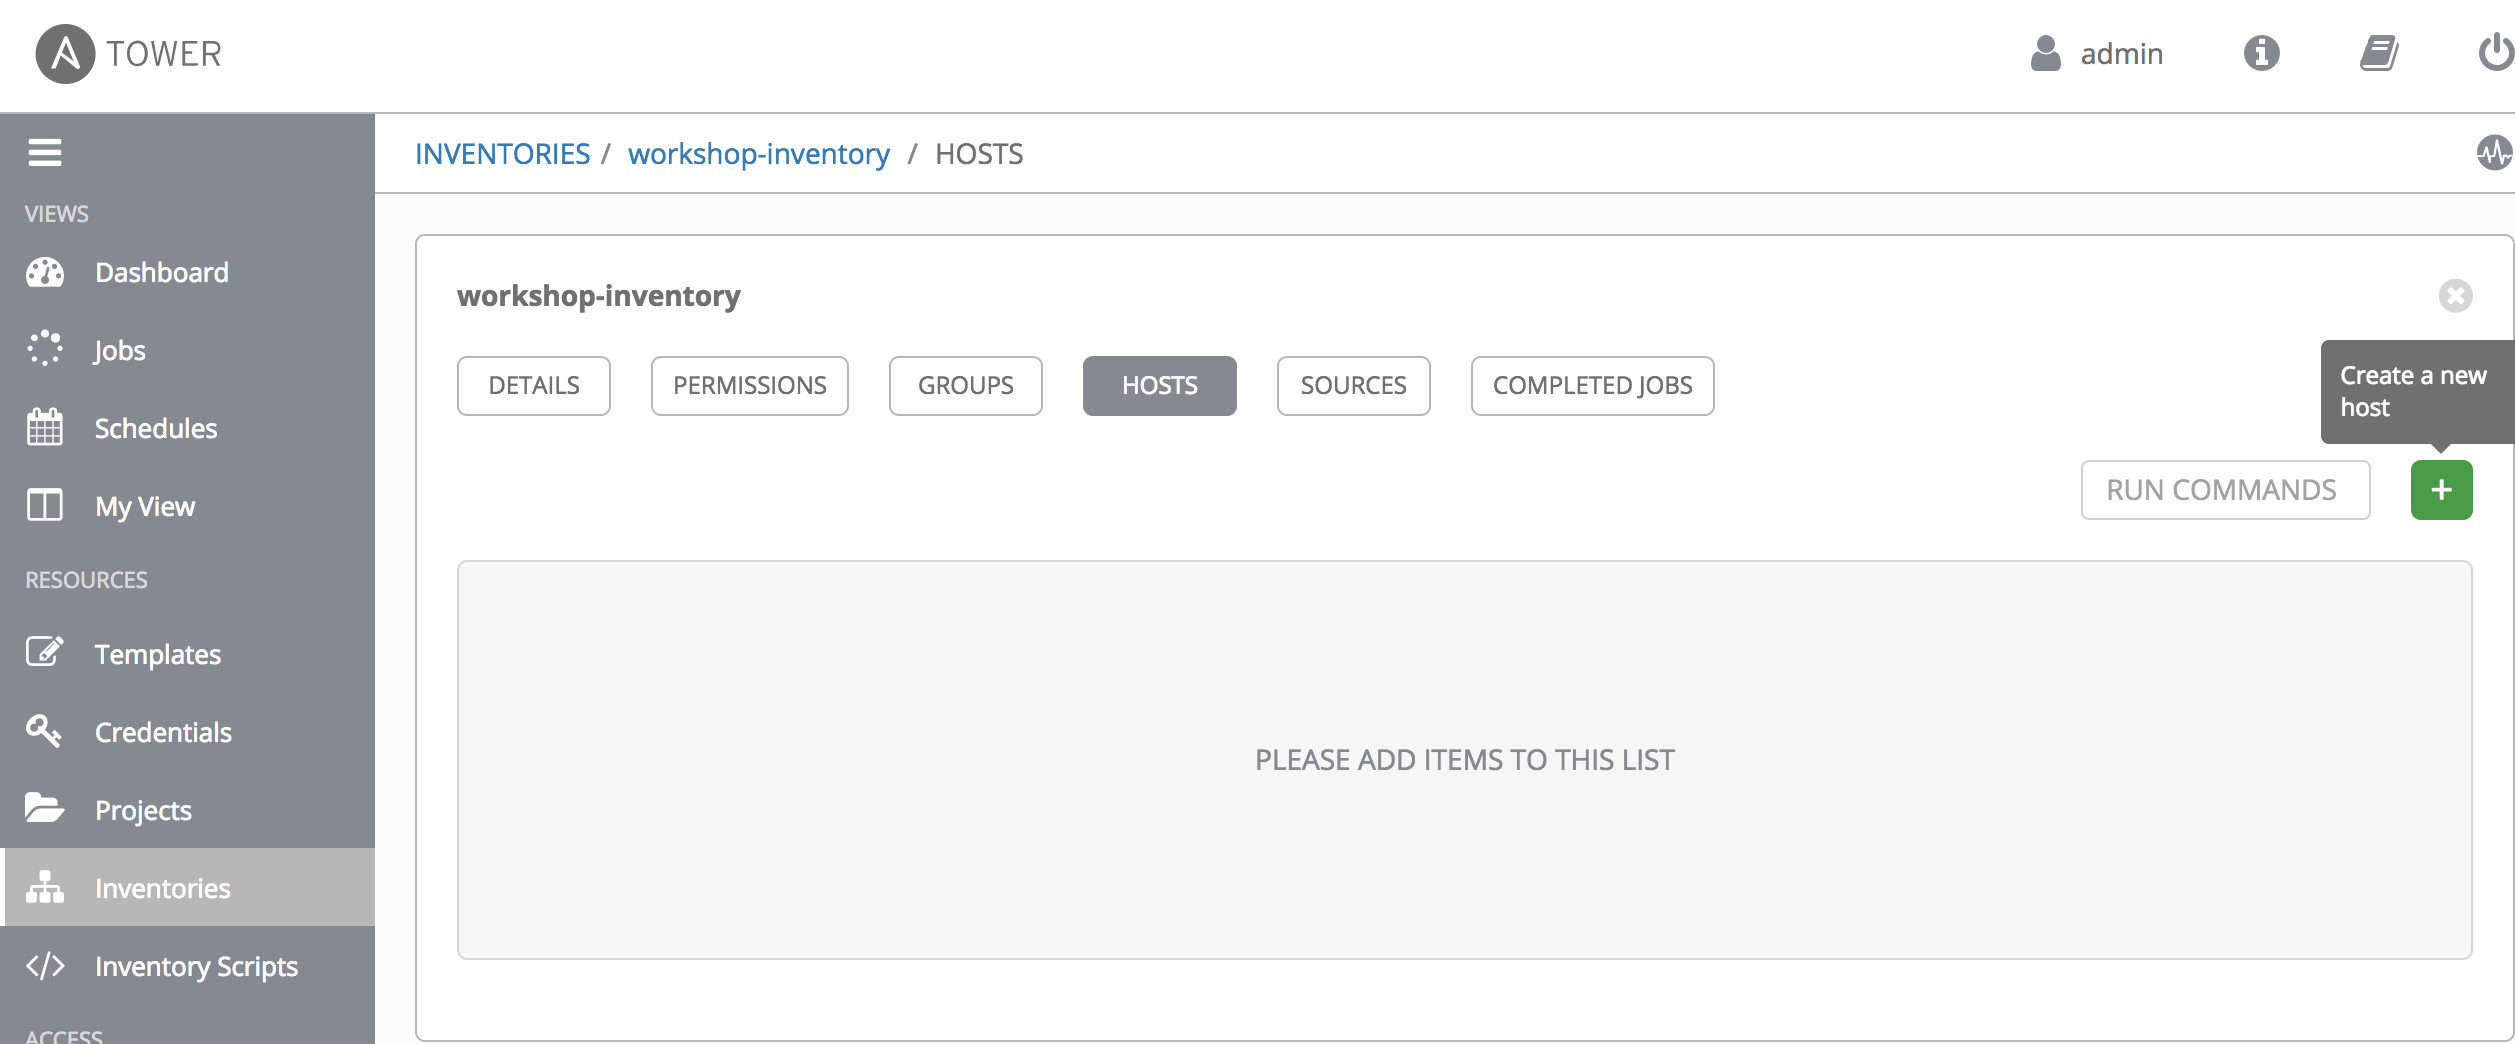 TOWER
admin
INVENTORIES / workshop-inventory / HOSTS
VIEWS
Dashboard
Jobs
Schedules
My View
RESOURCES
Templates
Credentials
Projects
Inventories
Inventory Scripts
ACCESS
workshop-inventory
DETAILS PERMISSIONS GROUPS HOSTS SOURCES COMPLETED JOBS
Create a new
host
RUN COMMANDS +
PLEASE ADD ITEMS TO THIS LIST